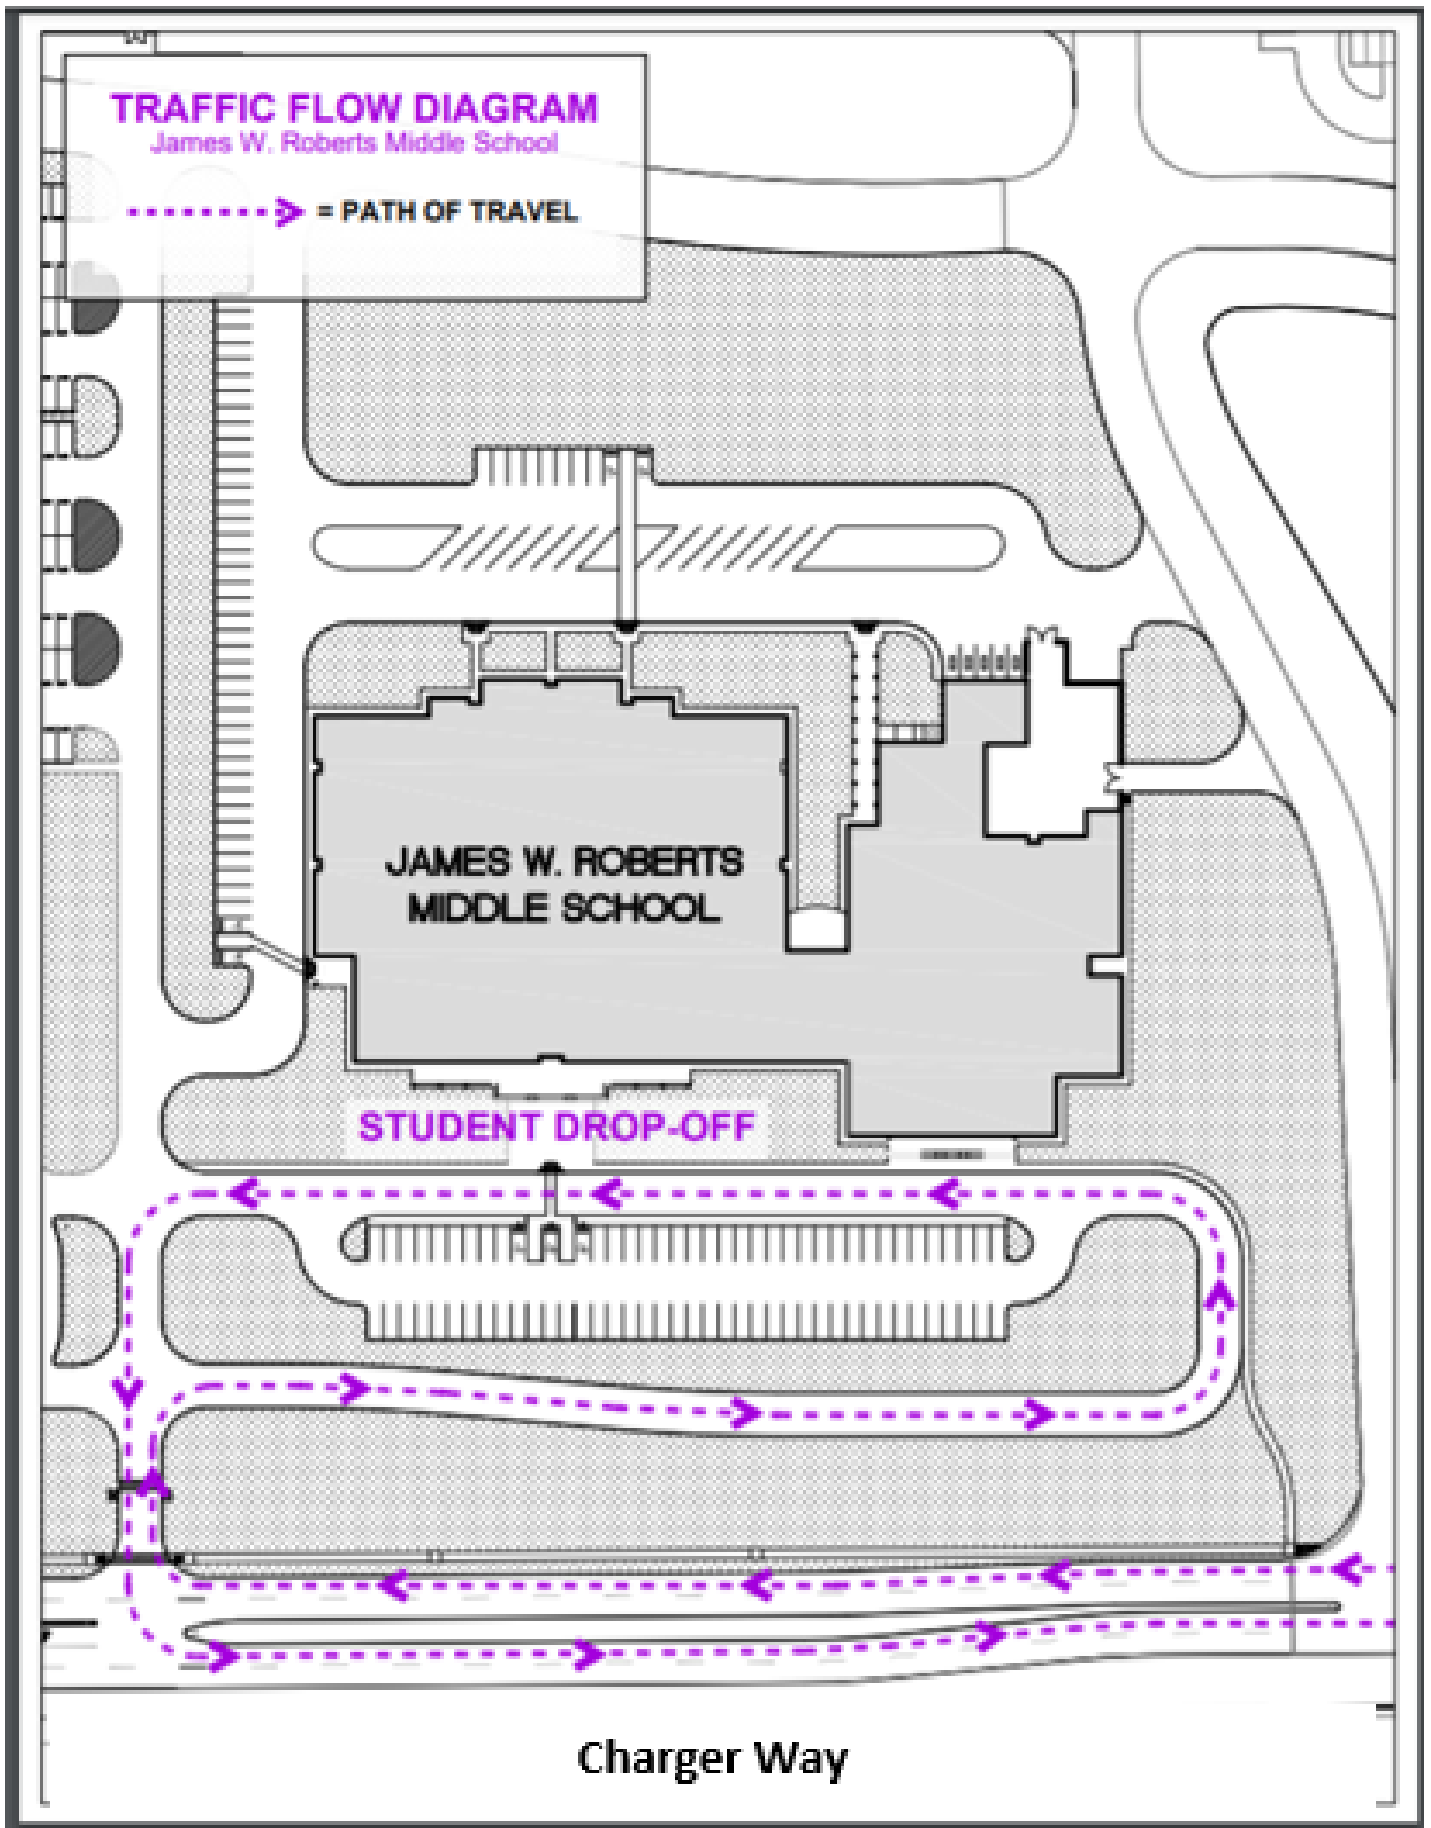 TRAFFIC FLOW DIAGRAM
James W. Roberts Middle School
= PATH OF TRAVEL
JAMES W. ROBERTS
MIDDLE SCHOOL
STUDENT DROP-OFF
Charger Way